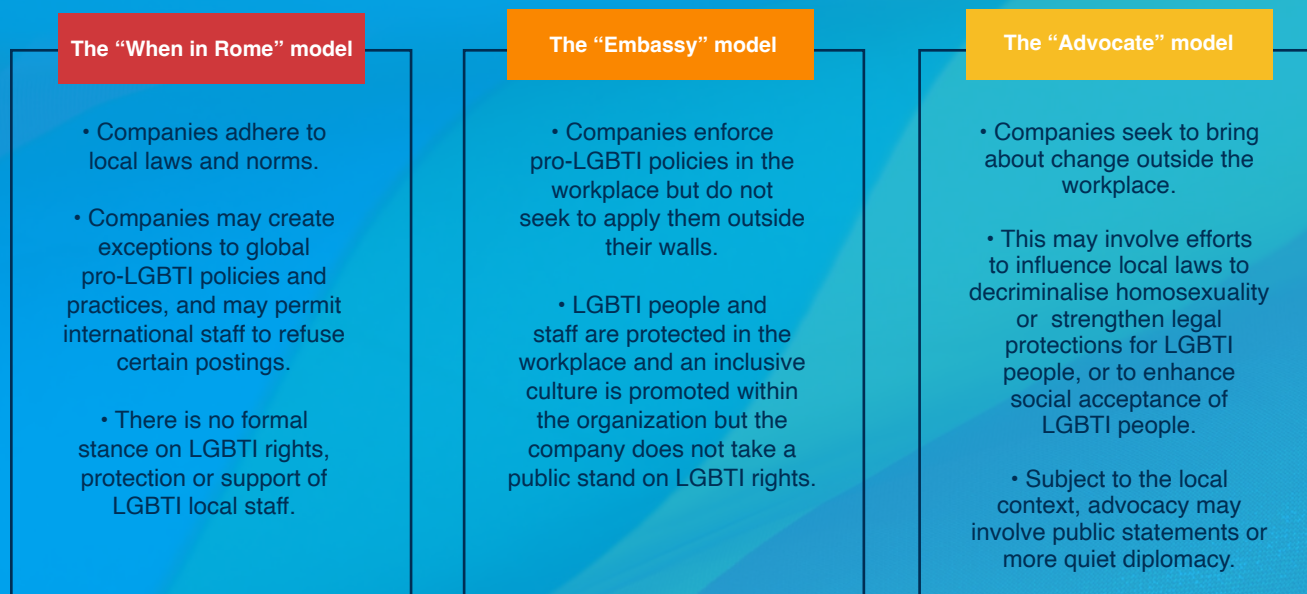 The “When in Rome” model
• Companies adhere to
local laws and norms.
• Companies may create
exceptions to global
pro-LGBTI policies and
practices, and may permit
international staff to refuse
certain postings.
• There is no formal
stance on LGBTI rights,
protection or support of
LGBTI local staff.
The “Embassy” model
• Companies enforce
pro-LGBTI policies in the
workplace but do not
seek to apply them outside
their walls.
• LGBTI people and
staff are protected in the
workplace and an inclusive
culture is promoted within
the organization but the
company does not take a
public stand on LGBTI rights.
The “Advocate” model
• Companies seek to bring
about change outside the
workplace.
• This may involve efforts
to influence local laws to
decriminalise homosexuality
or strengthen legal
protections for LGBTI
people, or to enhance
social acceptance of
LGBTI people.
• Subject to the local
context, advocacy may
involve public statements or
more quiet diplomacy.